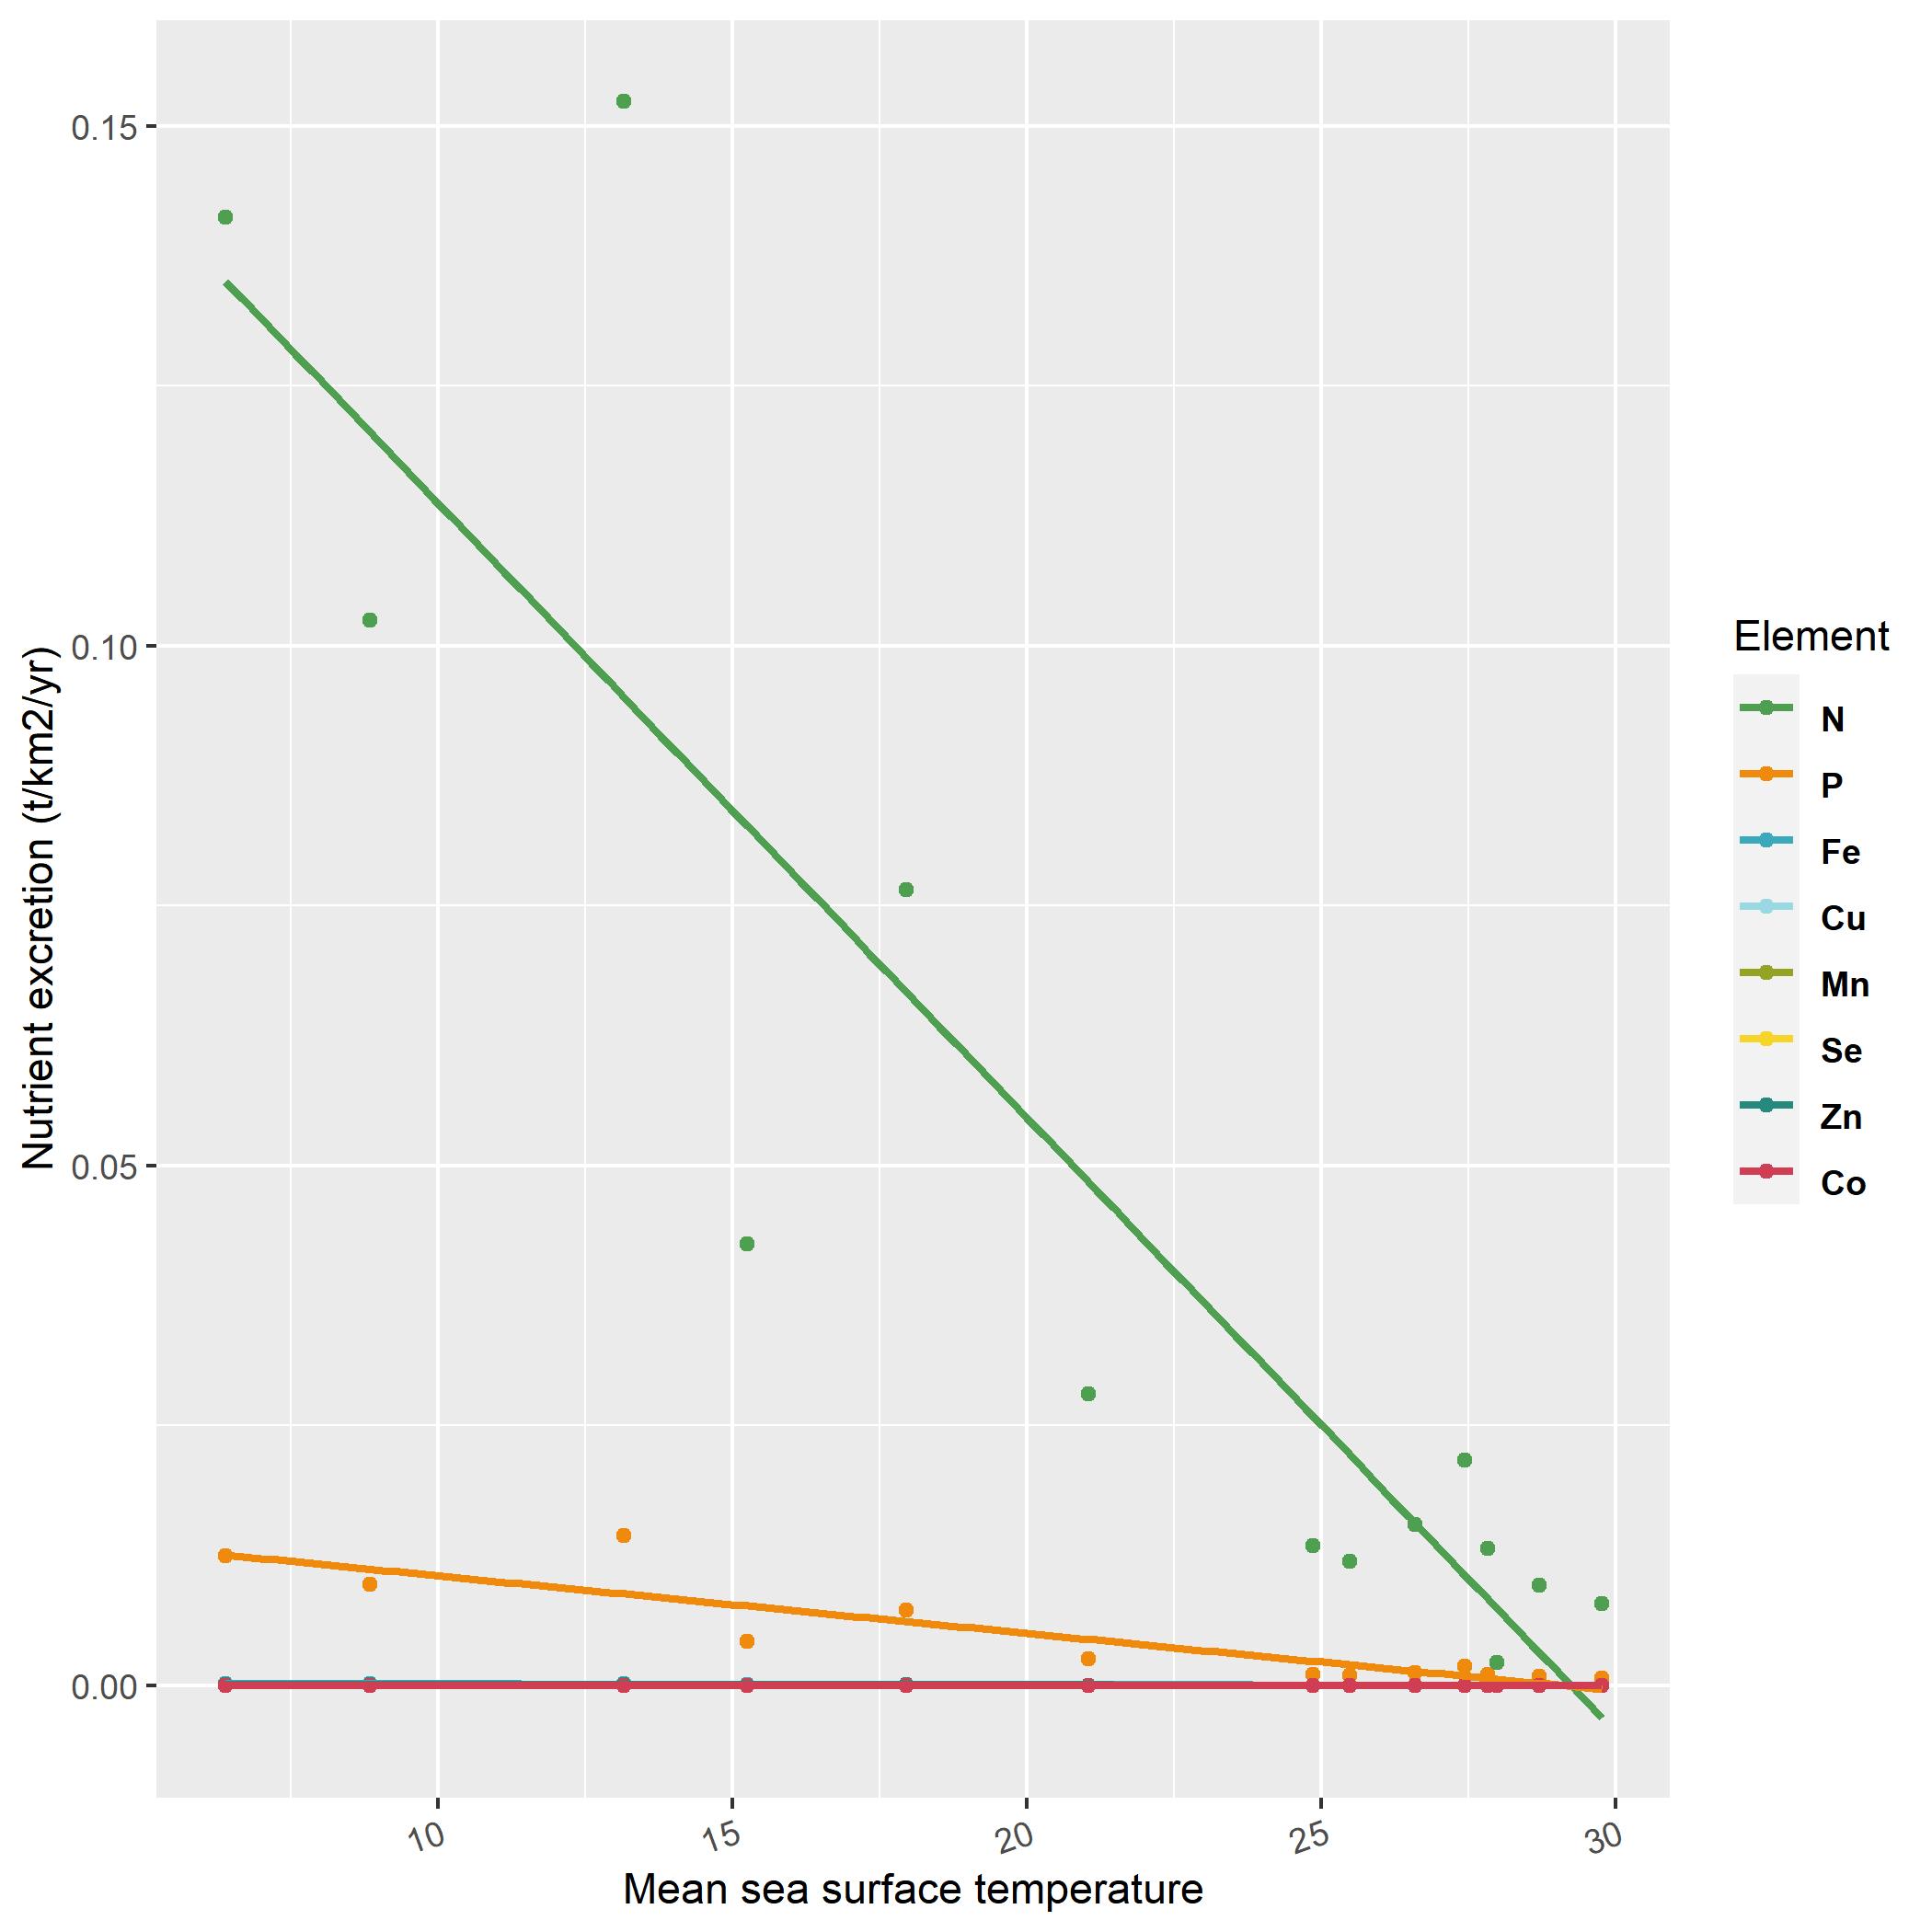 0.15
0.10
0.05
0.00
Nutrient excretion (t/km2/yr)
10
15
20
25
30
Mean sea surface temperature
Element
N
P
Fe
Cu
Mn
Se
Zn
Co